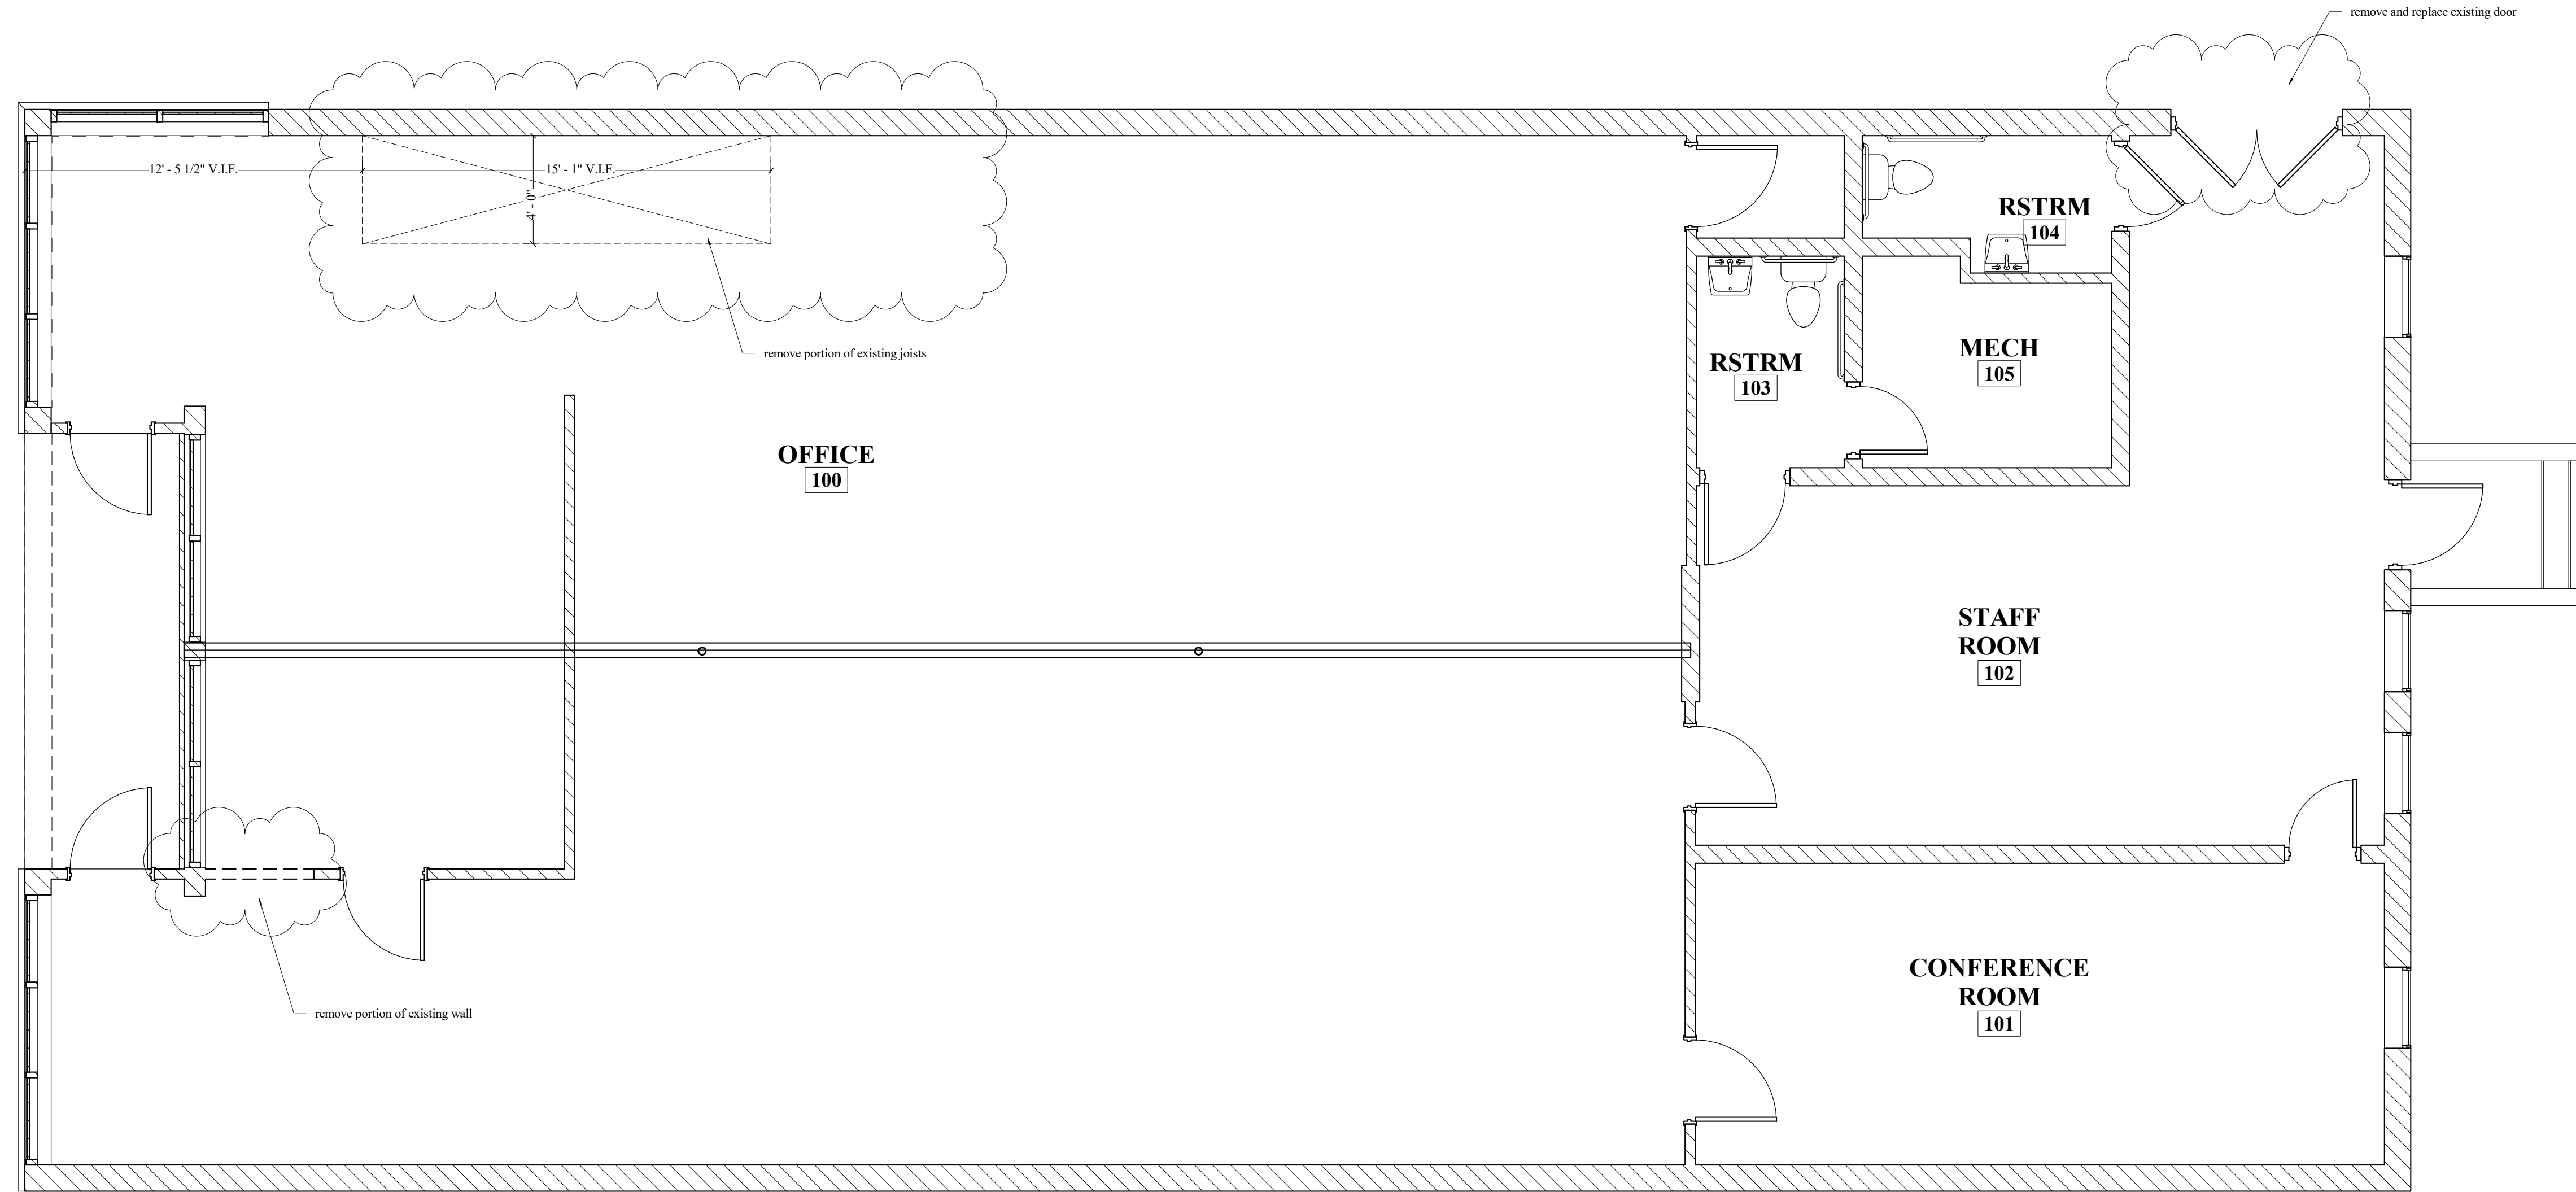 remove and replace existing door
12' - 5 1/2" V.I.F.
15' - 1" V.I.F.
4' - 0"
RSTRM
104
remove portion of existing joists
MECH
105
RSTRM
103
OFFICE
100
STAFF
ROOM
102
CONFERENCE
ROOM
101
remove portion of existing wall